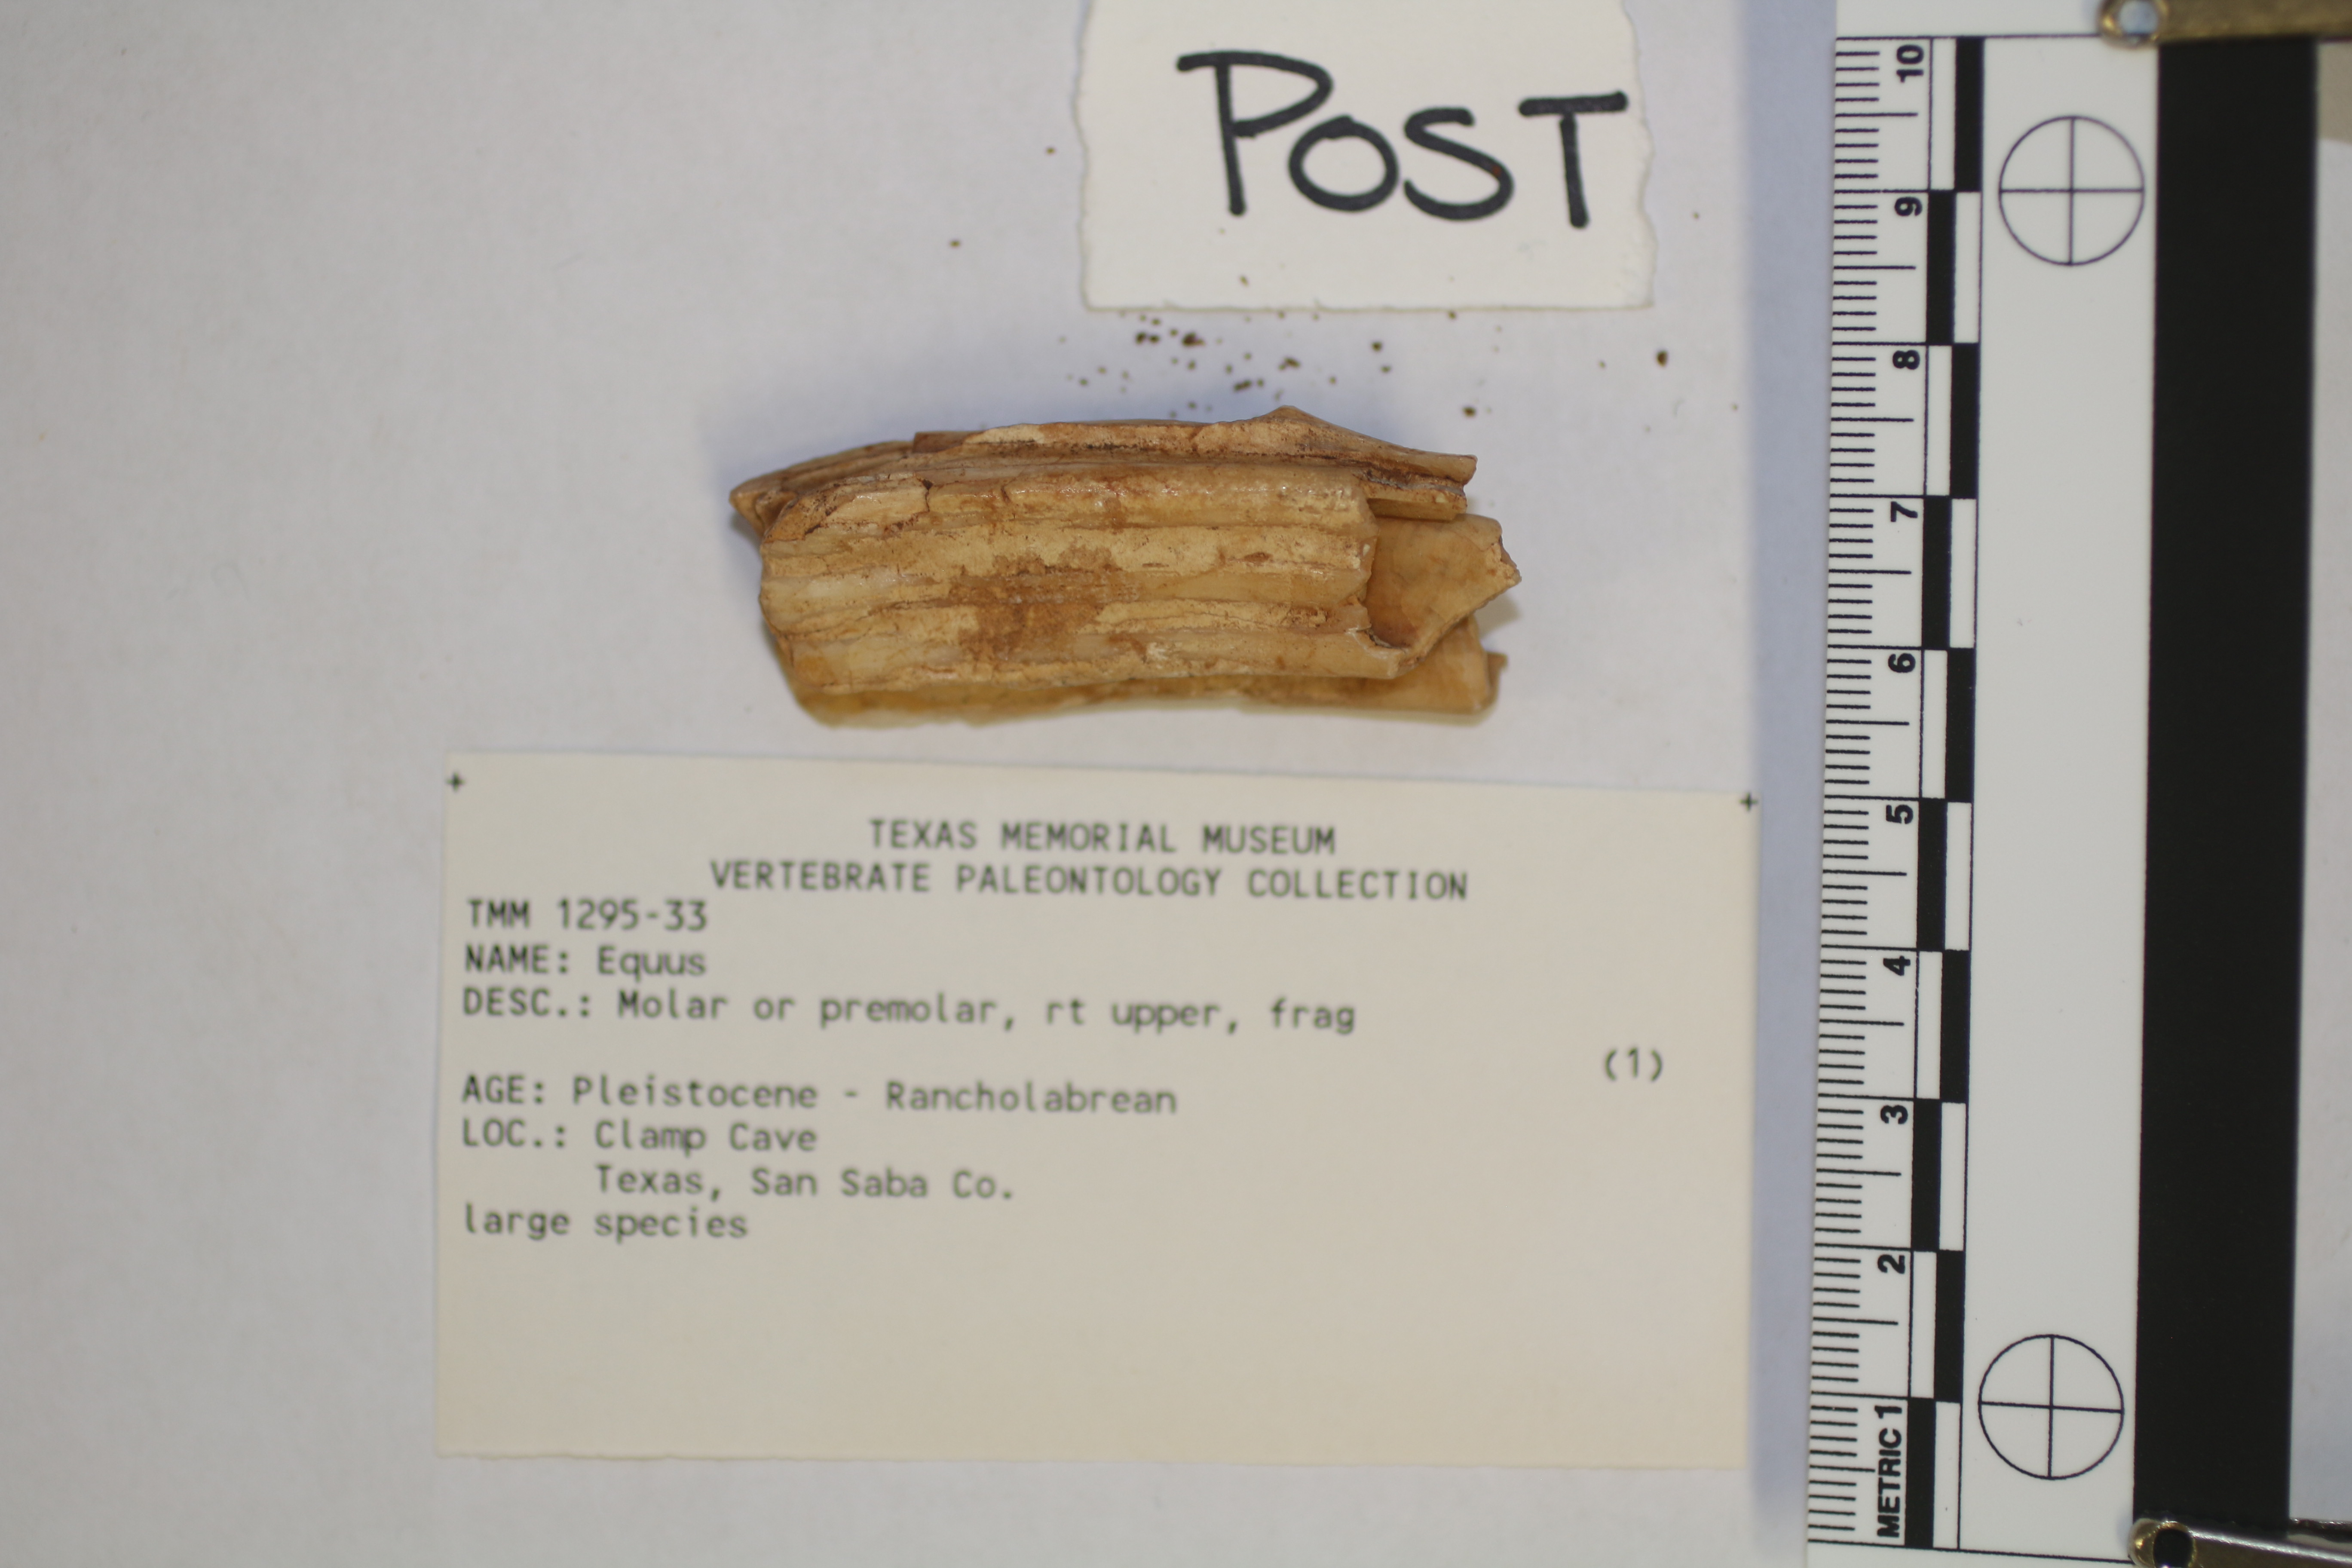 POST
TEXAS MEMORIAL MUSEUM
VERTEBRATE PALEONTOLOGY COLLECTION
TMM 1295-33
NAME: Equus
DESC.: Molar or premolar, rt upper, frag
(1)
AGE: Pleistocene - Rancholabrean
LOC.: Clamp Cave
Texas, San Saba Co.
large species
10
9
8
7
6
5
4
3
2
METRIC 1